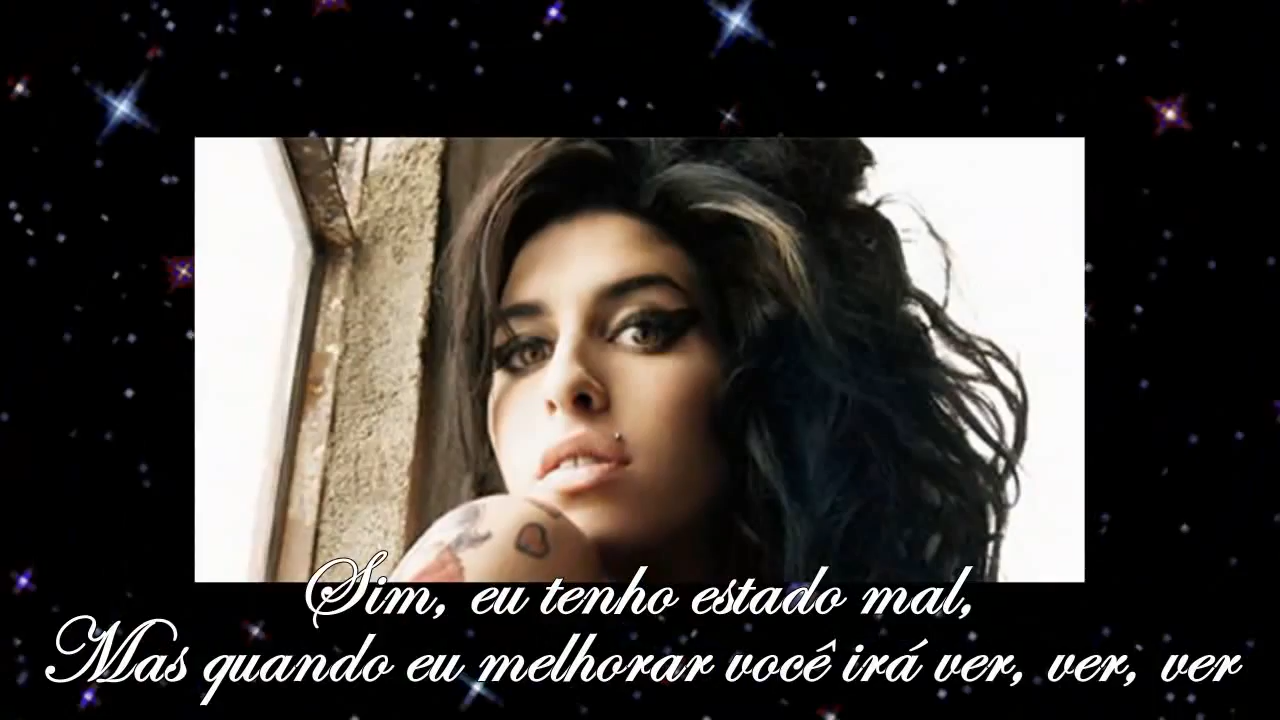 Sim, eu tenho estado mal,
Mas quando eu melhorar você irá ver, ver, ver